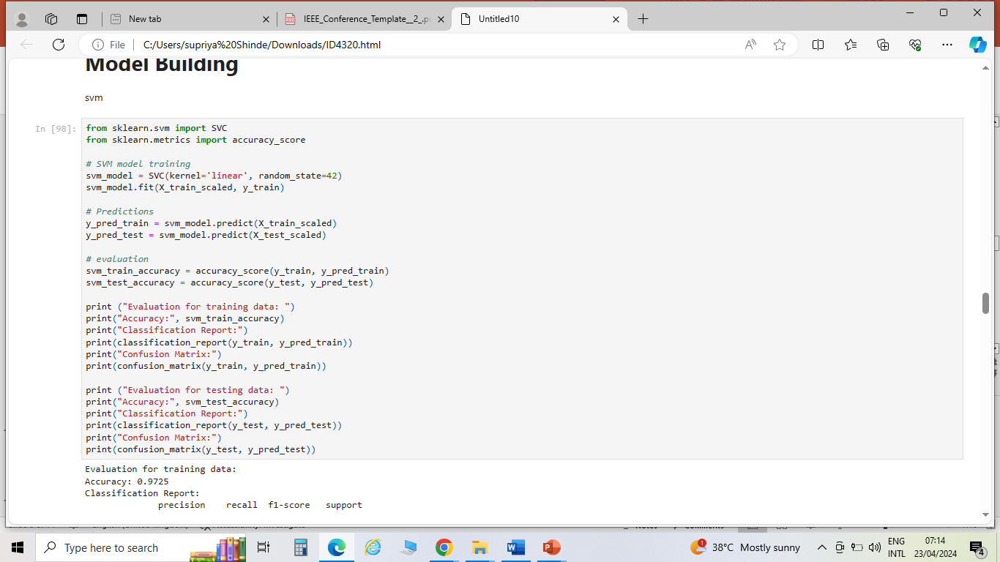 New tab
IEEE_Conference_Template__2_.p
Untitled10
File
C:/Users/supriya%20Shinde/Downloads/ID4320.html
Model Building
svm
In [98]:
from sklearn.svm import SVC
from sklearn.metrics import accuracy_score
# SVM model training
svm_model = SVC(kernel='linear', random_state=42)
svm_model.fit(X_train_scaled, y_train)
# Predictions
y_pred_train = svm_model.predict(X_train_scaled)
y_pred_test = svm_model.predict(X_test_scaled)
# evaluation
svm_train_accuracy = accuracy_score(y_train, y_pred_train)
svm_test_accuracy = accuracy_score(y_test, y_pred_test)
print ("Evaluation for training data: ")
print("Accuracy:", svm_train_accuracy)
print("Classification Report:")
print(classification_report(y_train, y_pred_train))
print("Confusion Matrix:")
print(confusion_matrix(y_train, y_pred_train))
print ("Evaluation for testing data: ")
print("Accuracy:", svm_test_accuracy)
print("Classification Report:")
print(classification_report(y_test, y_pred_test))
print("Confusion Matrix:")
print(confusion_matrix(y_test, y_pred_test))
Evaluation for training data:
Accuracy: 0.9725
Classification Report:
precision recall f1-score support
Type here to search
1
38°C Mostly sunny
ENG
INTL
07:14
23/04/2024
4